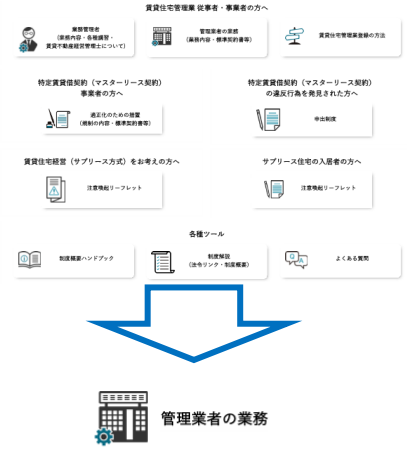 賃貸住宅管理業 従事者・事業者の方へ
業務管理者
(業務内容・各種講習・
賃貸不動産経営管理士について)
管理業者の業務
(業務内容・標準契約書等)
賃貸住宅管理業登録の方法
特定賃貸借契約（マスターリース契約）
事業者の方へ
特定賃貸借契約（マスターリース契約）
の違反行為を発見された方へ
適正化のための措置
(規制の内容・標準契約書等)
申出制度
賃貸住宅経営（サブリース方式）をお考えの方へ
サブリース住宅の入居者の方へ
注意喚起リーフレット
注意喚起リーフレット
各種ツール
制度概要ハンドブック
制度解説
(法令リンク・制度概要)
よくある質問
管理業者の業務